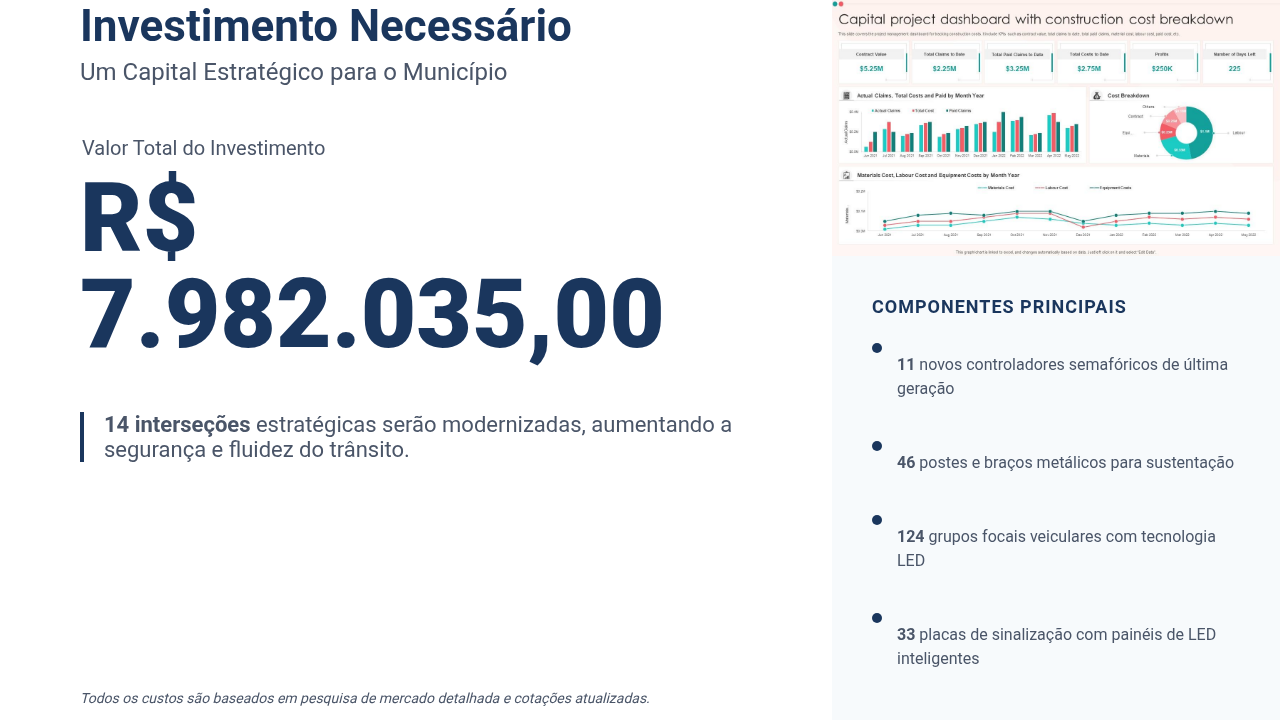 Investimento Necessário
Um Capital Estratégico para o Município
Valor Total do Investimento
R$
7.982.035,00
14 interseções estratégicas serão modernizadas, aumentando a
segurança e fluidez do trânsito.
Todos os custos são baseados em pesquisa de mercado detalhada e cotações atualizadas.
Capital project dashboard with construction cost breakdown
Contract Value
$5.25M
Total Claims to Date
$2.25M
Total Paid Claims to Date
$3.25M
Total Costs to Date
$2.75M
Profits
$250K
Number of Days Left
225
Actual Claims, Total Costs and Paid by Month Year
Actual Claims
Total Cost
Paid Claims
Cost Breakdown
Labour
Materials
Contract
Materials Cost, Labour Cost and Equipment Costs by Month Year
Materials Cost
Labour Cost
Equipment Costs
COMPONENTES PRINCIPAIS
11 novos controladores semafóricos de última
geração
46 postes e braços metálicos para sustentação
124 grupos focais veiculares com tecnologia
LED
33 placas de sinalização com painéis de LED
inteligentes